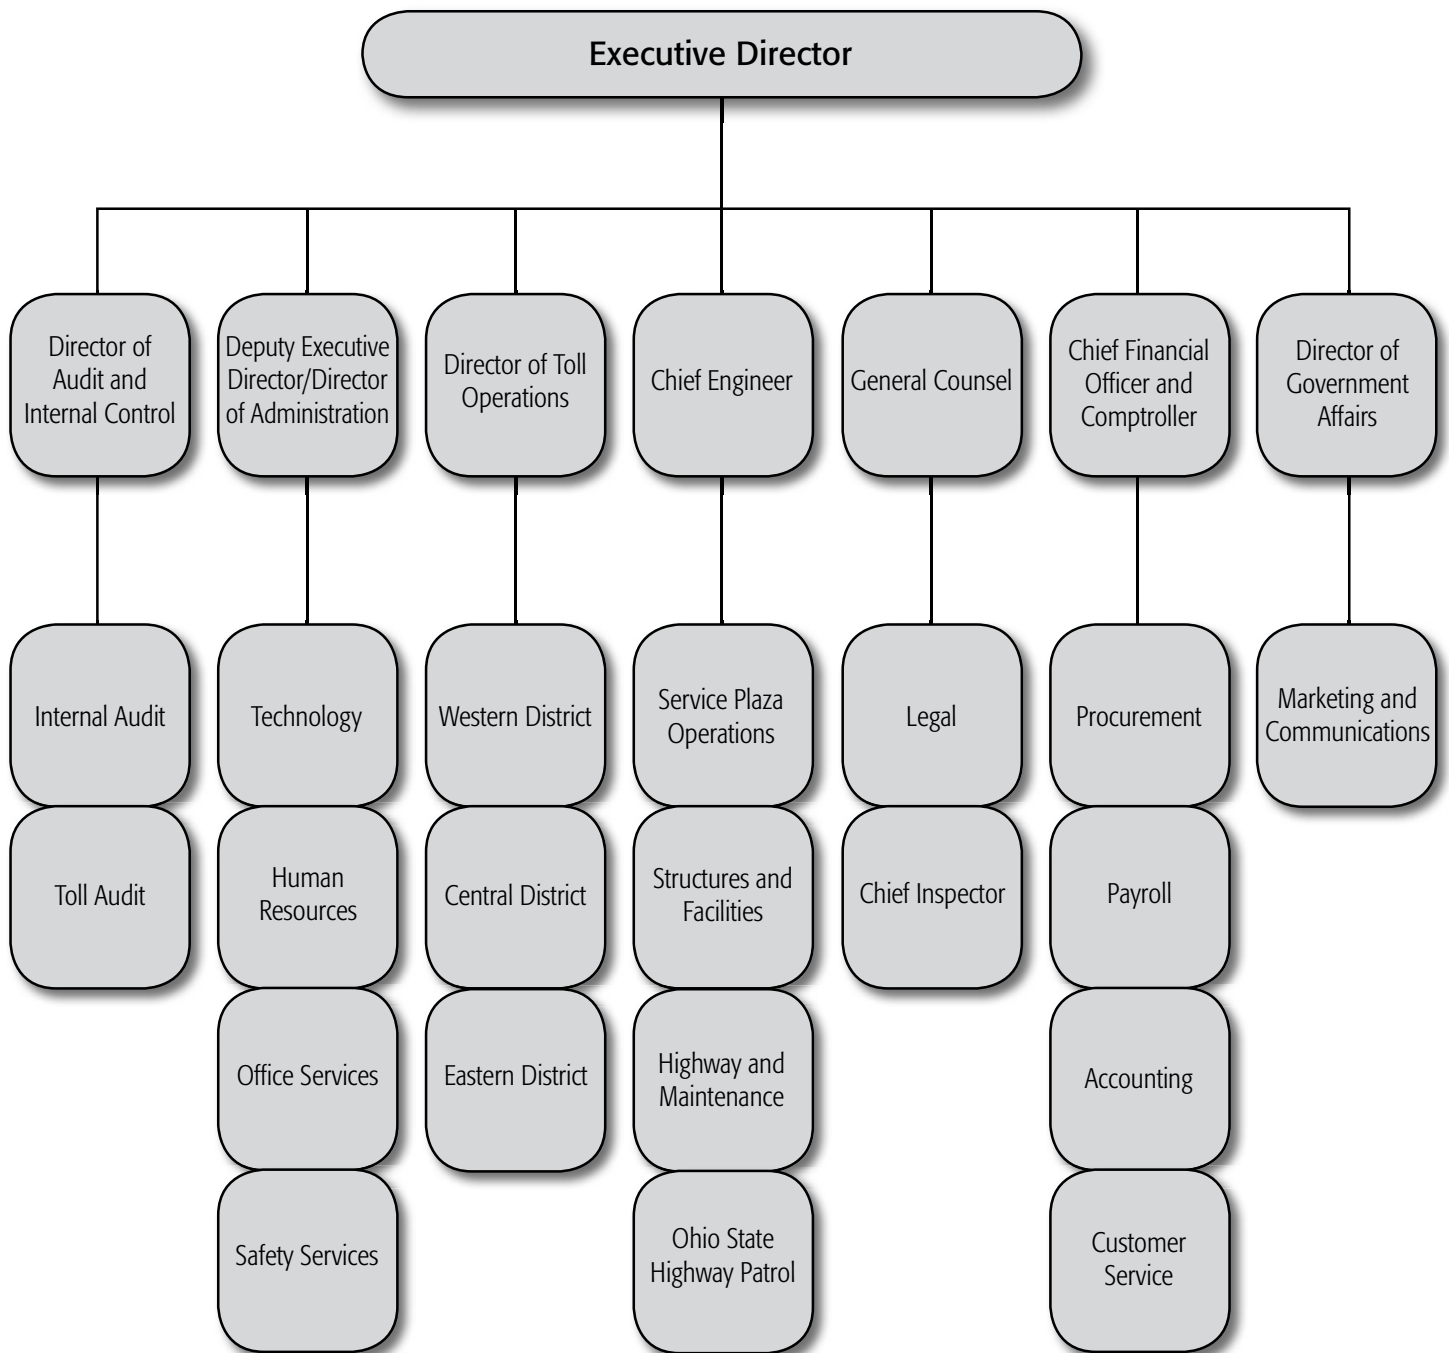 Executive Director
Director of
Audit and
Internal Control
Deputy Executive
Director/Director
of Administration
Director of Toll
Operations
Chief Engineer
General Counsel
Chief Financial
Officer and
Comptroller
Director of
Government
Affairs
Internal Audit
Technology
Western District
Service Plaza
Operations
Legal
Procurement
Marketing and
Communications
Toll Audit
Human
Resources
Central District
Structures and
Facilities
Chief Inspector
Payroll
Office Services
Eastern District
Highway and
Maintenance
Accounting
Safety Services
Ohio State
Highway Patrol
Customer
Service